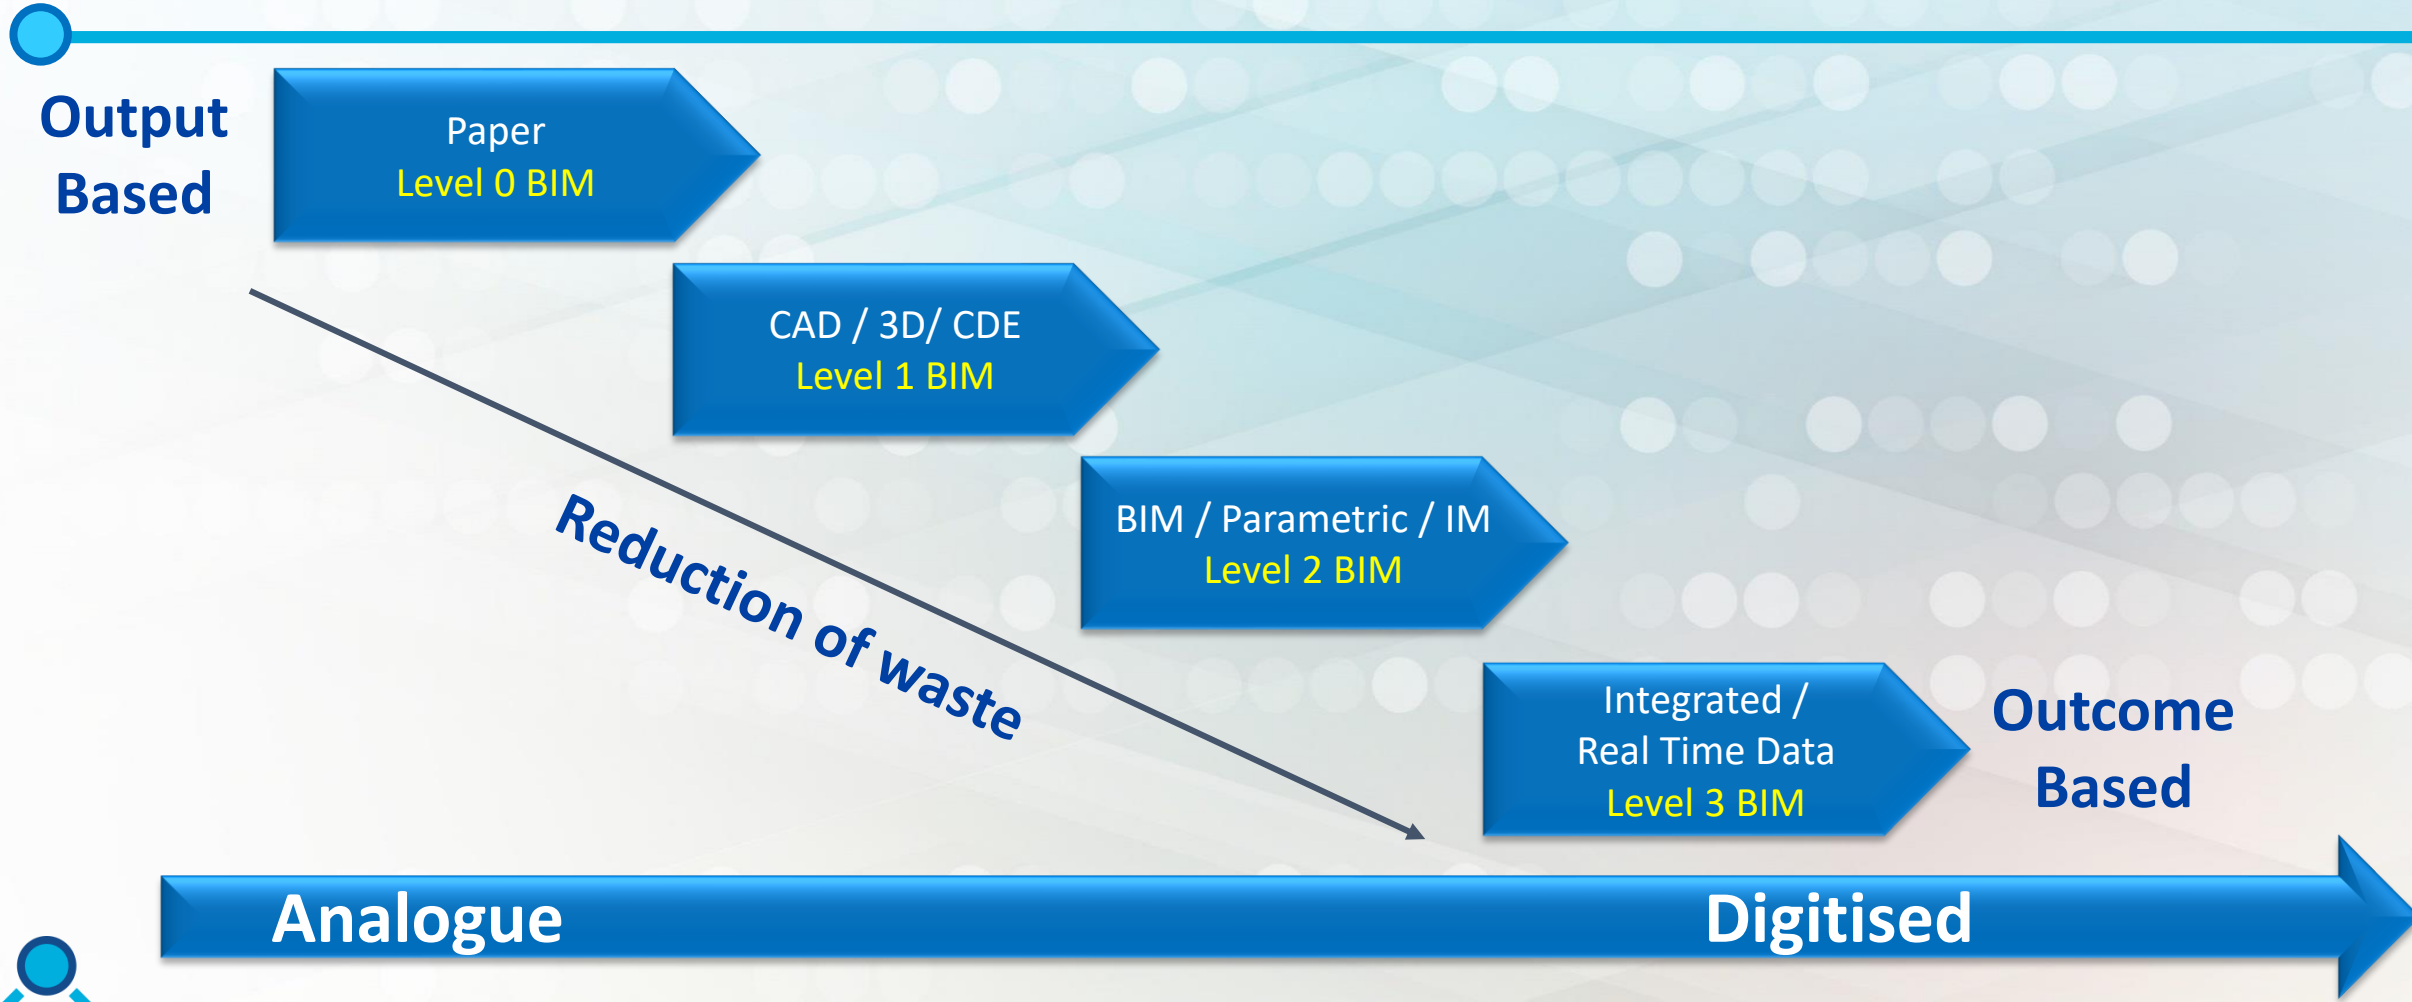 Output
Based
Paper
Level 0 BIM
CAD / 3D/ CDE
Level 1 BIM
BIM / Parametric / IM
Level 2 BIM
Reduction of waste
Integrated /
Real Time Data
Level 3 BIM
Outcome
Based
Analogue
Digitised